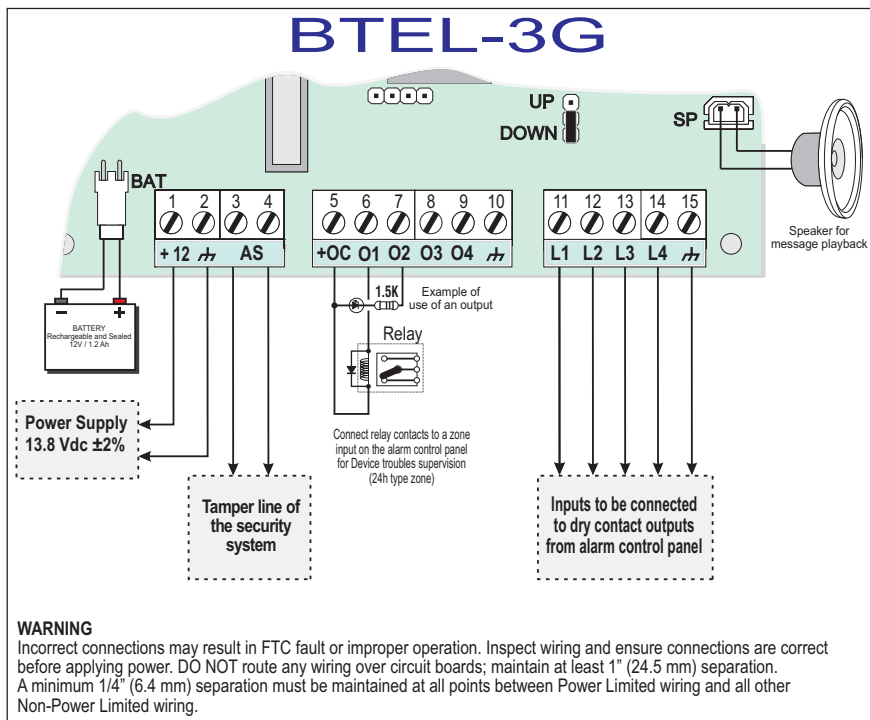 BTEL-3G
UP
DOWN
SP
BAT
1 2 3 4
5 6 7 8 9 10
11 12 13 14 15
+ 12 AS
+OC O1 O2 O3 O4
L1 L2 L3 L4
Speaker for
message playback
1.5K
Example of
use of an output
Relay
– +
BATTERY
Rechargeable and Sealed
12V / 1.2 Ah
Power Supply
13.8 Vdc ±2%
Connect relay contacts to a zone
input on the alarm control panel
for Device troubles supervision
(24h type zone)
Tamper line of
the security
system
Inputs to be connected
to dry contact outputs
from alarm control panel
WARNING
Incorrect connections may result in FTC fault or improper operation. Inspect wiring and ensure connections are correct
before applying power. DO NOT route any wiring over circuit boards; maintain at least 1” (24.5 mm) separation.
A minimum 1/4” (6.4 mm) separation must be maintained at all points between Power Limited wiring and all other
Non-Power Limited wiring.